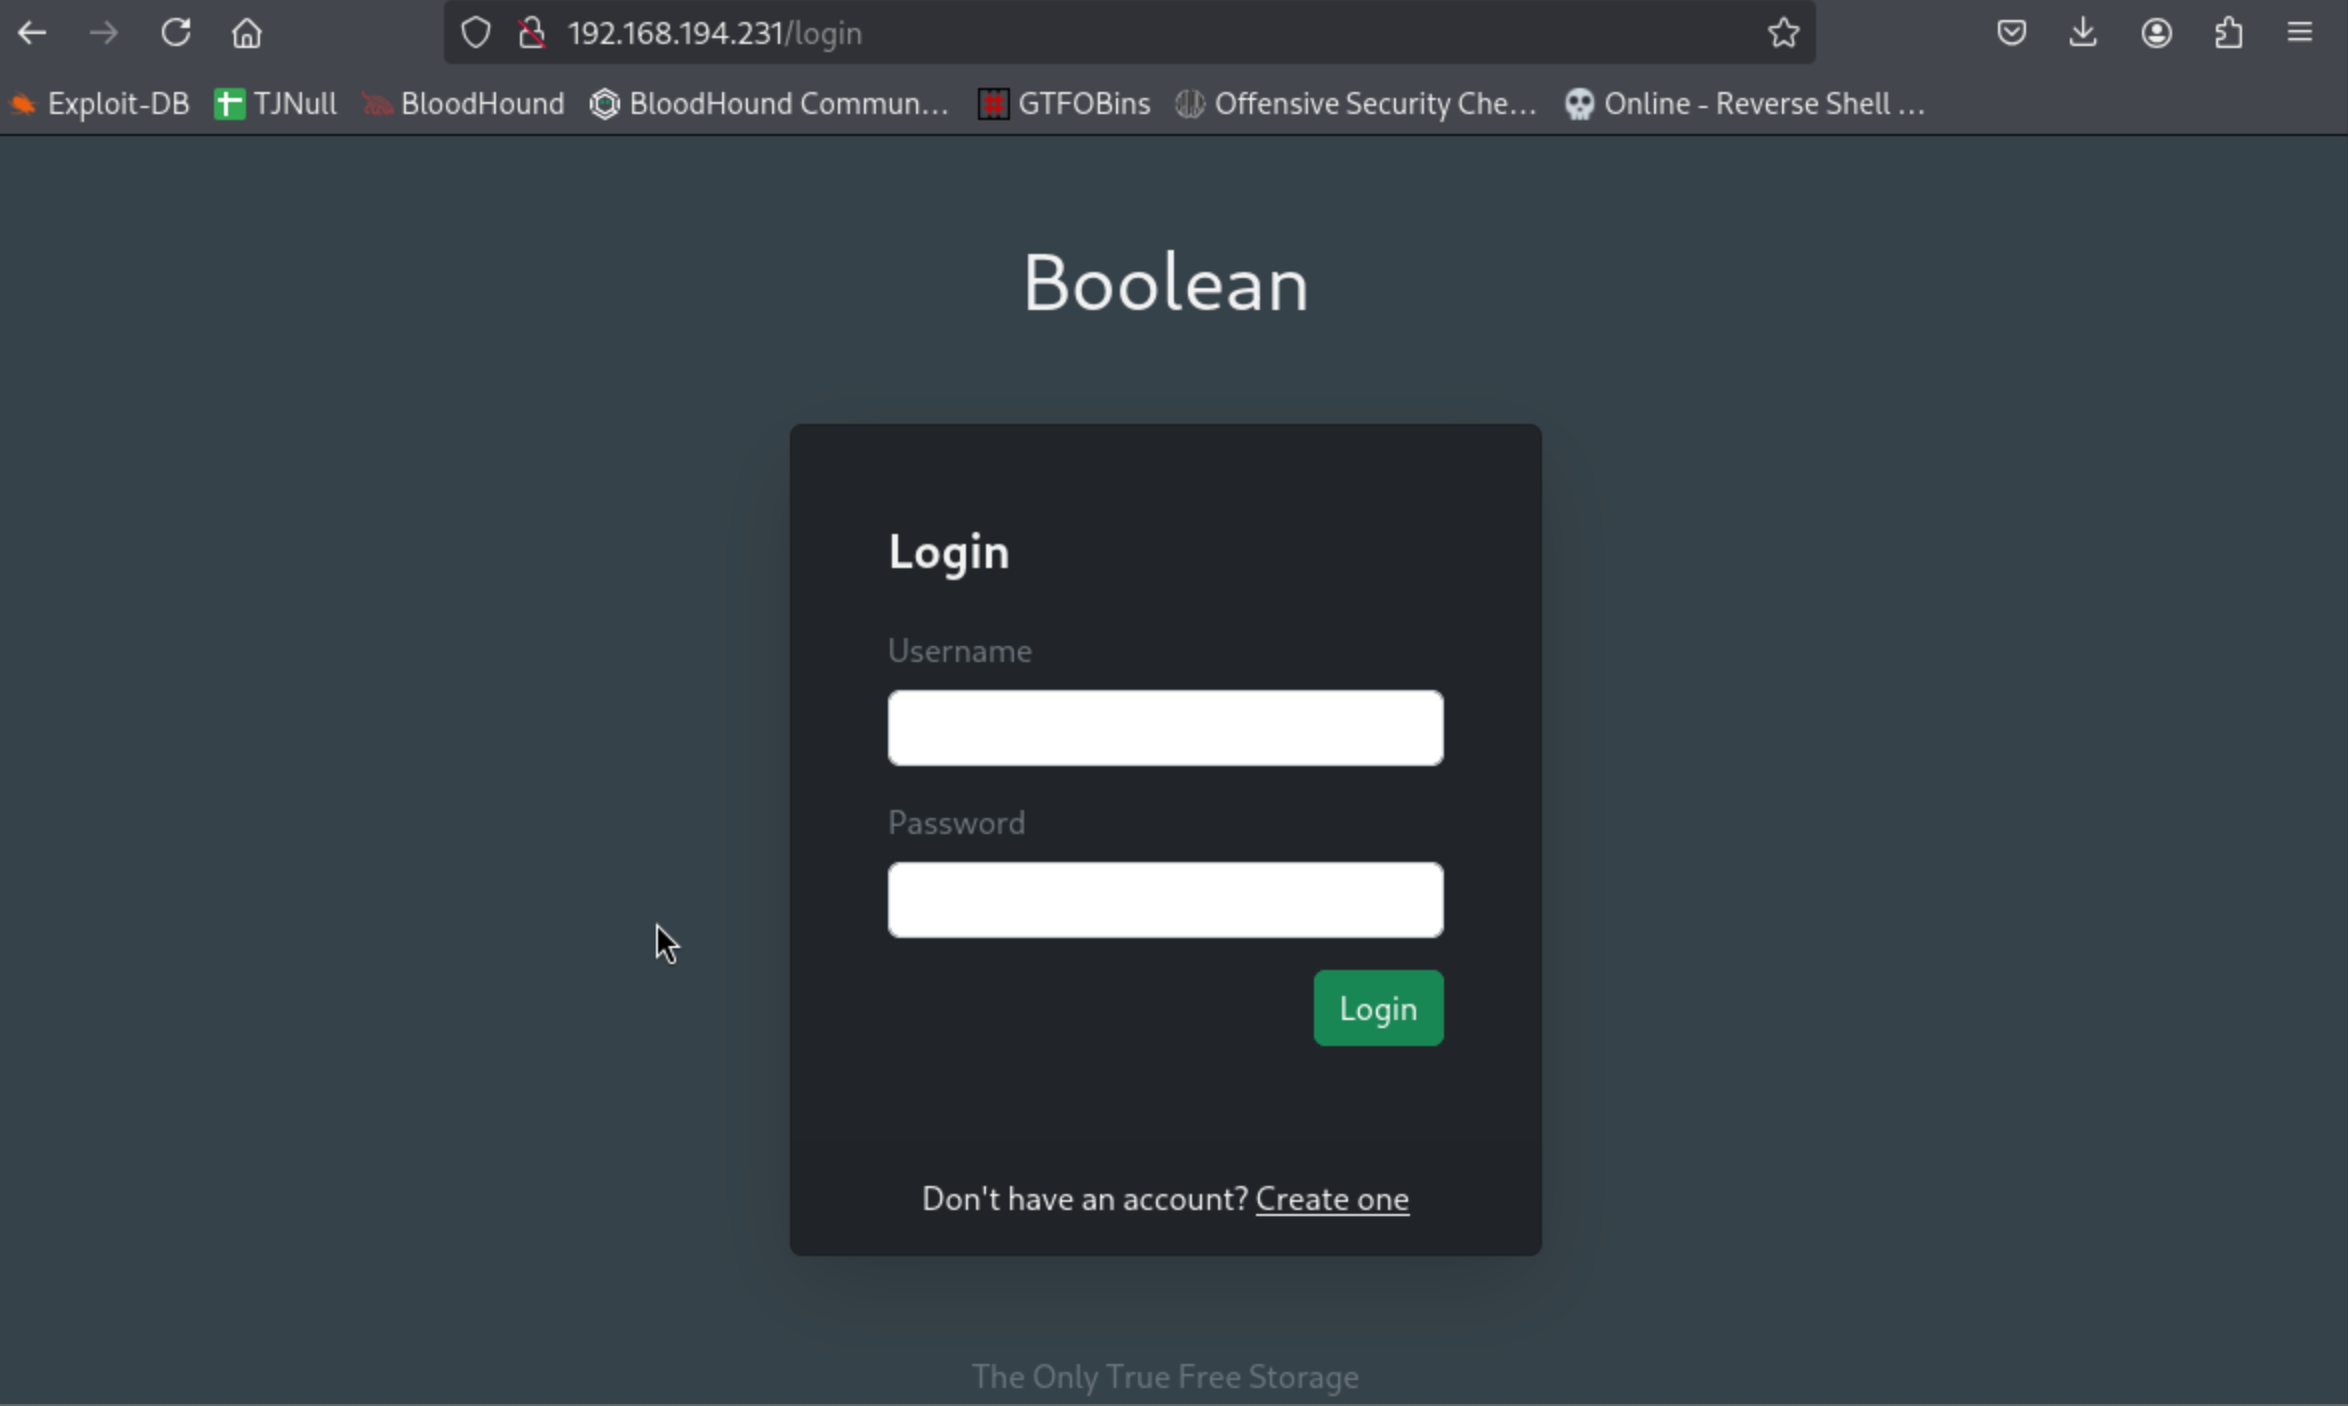 192.168.194.231/login
Exploit-DB TJNull BloodHound BloodHound Commun... GTFOBins Offensive Security Che... Online - Reverse Shell ...
Boolean
Login
Username
Password
Login
Don't have an account? Create one
The Only True Free Storage